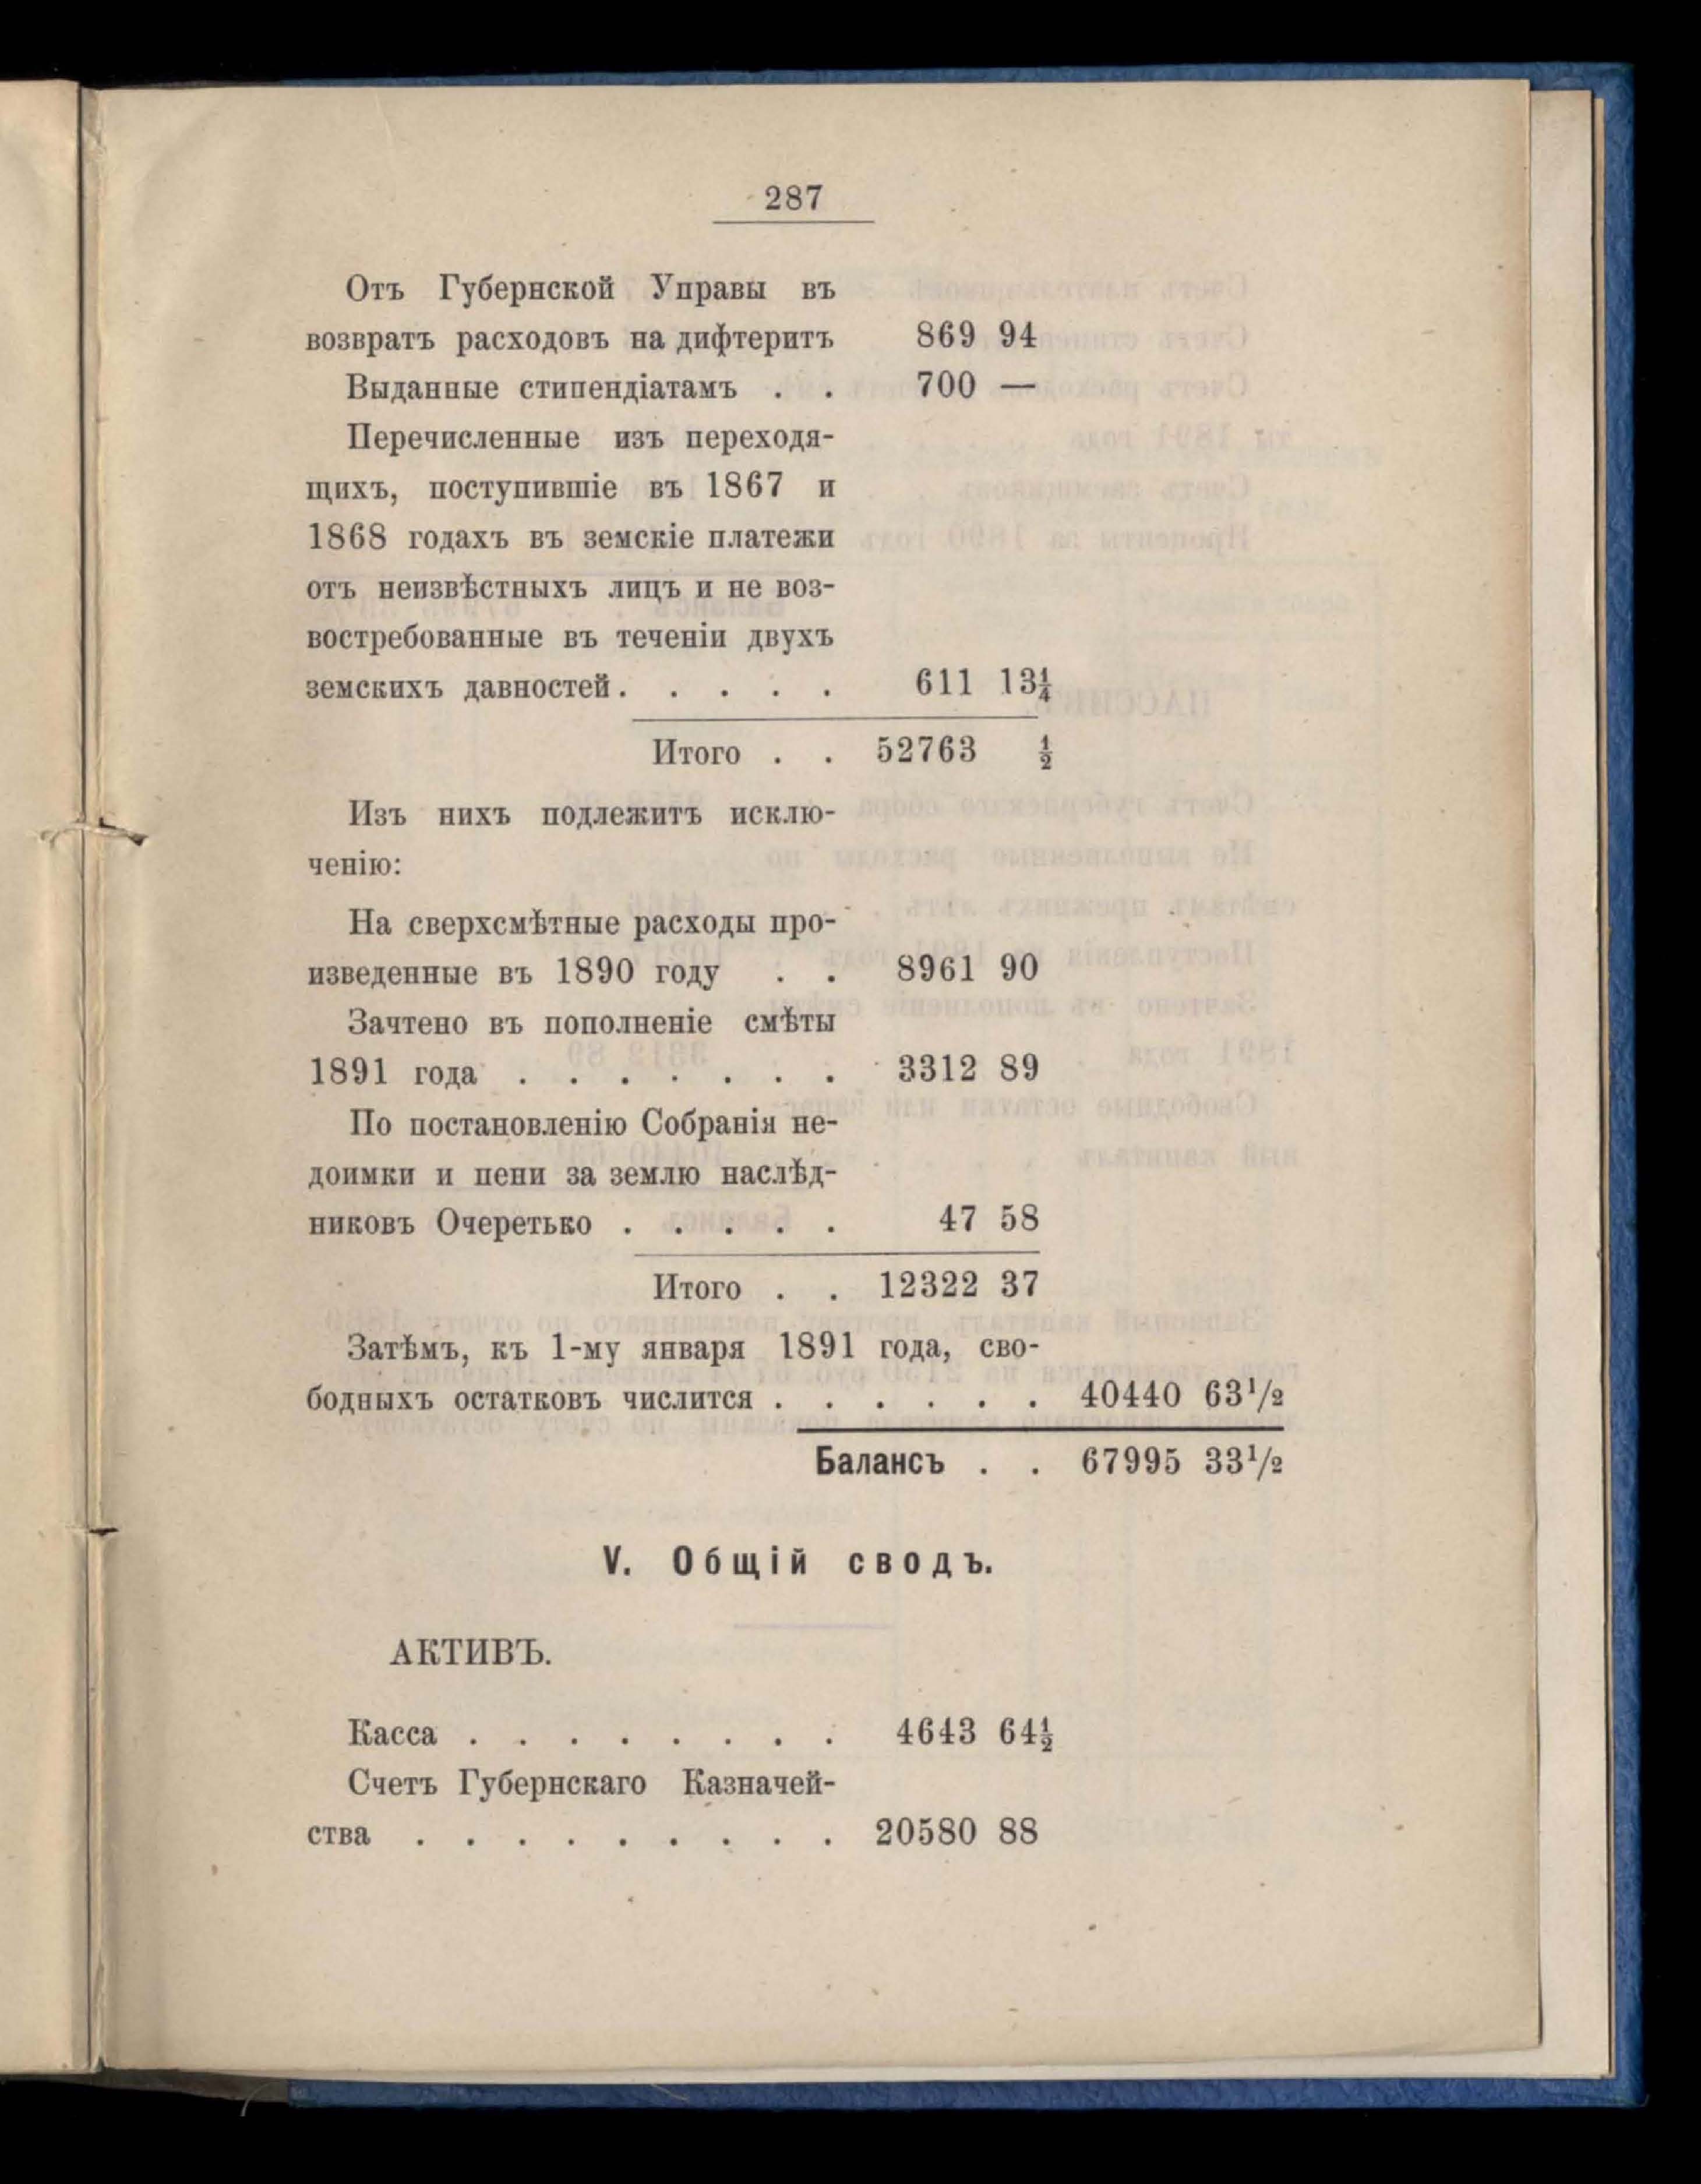 287
Отъ Губернской Управы въ
возвратъ расходовъ на дифтеритъ 869 94
Выданные стипендіатамъ . . 700 —
Перечисленные изъ переходя-
щихъ, поступившіе въ 1867 и
1868 годахъ въ земскіе платежи
отъ неизвѣстныхъ лицъ и не воз-
востребованные въ теченіи двухъ
земскихъ давностей . . . . . 611 13¼
Итого . . 52763 ½
Изъ нихъ подлежитъ исклю-
ченію:
На сверхсмѣтные расходы про-
изведенные въ 1890 году . . 8961 90
Зачтено въ пополненіе смѣты
1891 года . . . . . . . 3312 89
По постановленію Собранія не-
доимки и пени за землю наслѣд-
никовъ Очеретько . . . . . 47 58
Итого . . 12322 37
Затѣмъ, къ 1-му января 1891 года, сво-
бодныхъ остатковъ числится . . . . . . 40440 63¹/₂
Балансъ . . 67995 33¹/₂
V. Общій сводъ.
АКТИВЪ.
Касса . . . . . . . . 4643 64½
Счетъ Губернскаго Казначей-
ства . . . . . . . . . 20580 88